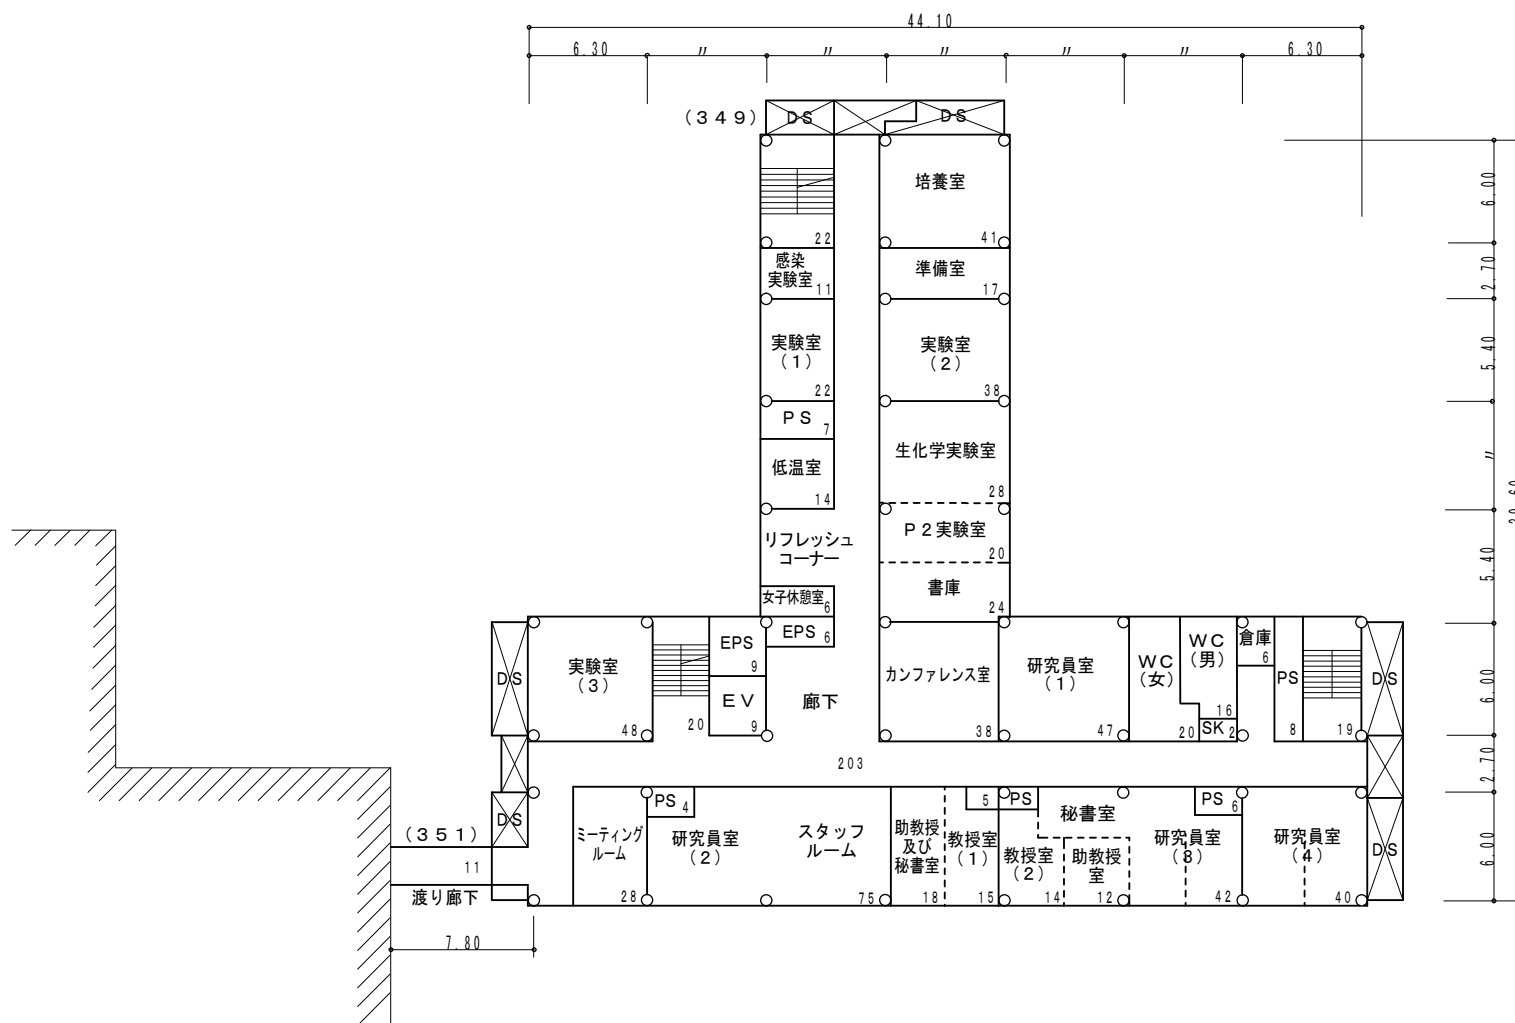 44.10
6.30 〃 〃 〃 〃 〃 6.30
(349) DS DS
6.00
培養室
22 41
感染
実験室 11
準備室 17
2.70
実験室
(1)
22
実験室
(2)
38
5.40
PS 7
生化学実験室
28
〃
低温室
14
P2実験室
20
リフレッシュ
コーナー
5.40
女子休憩室 6
書庫
24
EPS 6
DS
実験室
(3)
48
20
EPS
9
EV
9
廊下
カンファレンス室
38
研究員室
(1)
47
WC
(女)
20
WC
(男)
16
SK 2
倉庫
6
PS
8
19
DS
6.00
203
2.70
DS
(351)
11
渡り廊下
ミーティング
ルーム
28
PS 4
研究員室
(2)
スタッフ
ルーム
75
助教授
及び
秘書室
18
5 PS
教授室
(1)
15
教授室
(2)
14
秘書室
助教授
室
12
PS 6
研究員室
(3)
42
研究員室
(4)
40
DS
6.00
7.80